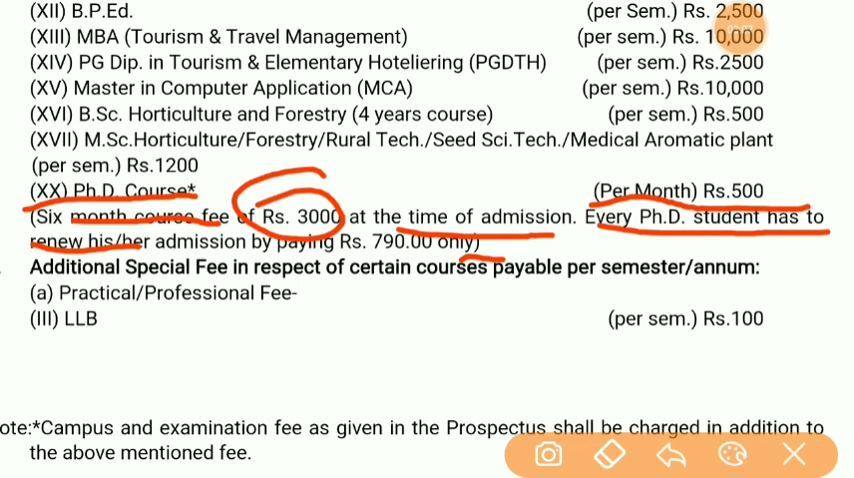 (XII) B.P.Ed. (per Sem.) Rs. 2,500
(XIII) MBA (Tourism & Travel Management) (per sem.) Rs. 10,000
(XIV) PG Dip. in Tourism & Elementary Hoteliering (PGDTH) (per sem.) Rs.2500
(XV) Master in Computer Application (MCA) (per sem.) Rs.10,000
(XVI) B.Sc. Horticulture and Forestry (4 years course) (per sem.) Rs.500
(XVII) M.Sc.Horticulture/Forestry/Rural Tech./Seed Sci.Tech./Medical Aromatic plant
(per sem.) Rs.1200
(XX) Ph.D. Course* (Per Month) Rs.500
(Six month course fee of Rs. 3000 at the time of admission. Every Ph.D. student has to
renew his/her admission by paying Rs. 790.00 only)
Additional Special Fee in respect of certain courses payable per semester/annum:
(a) Practical/Professional Fee-
(III) LLB (per sem.) Rs.100
ote:*Campus and examination fee as given in the Prospectus shall be charged in addition to
the above mentioned fee.